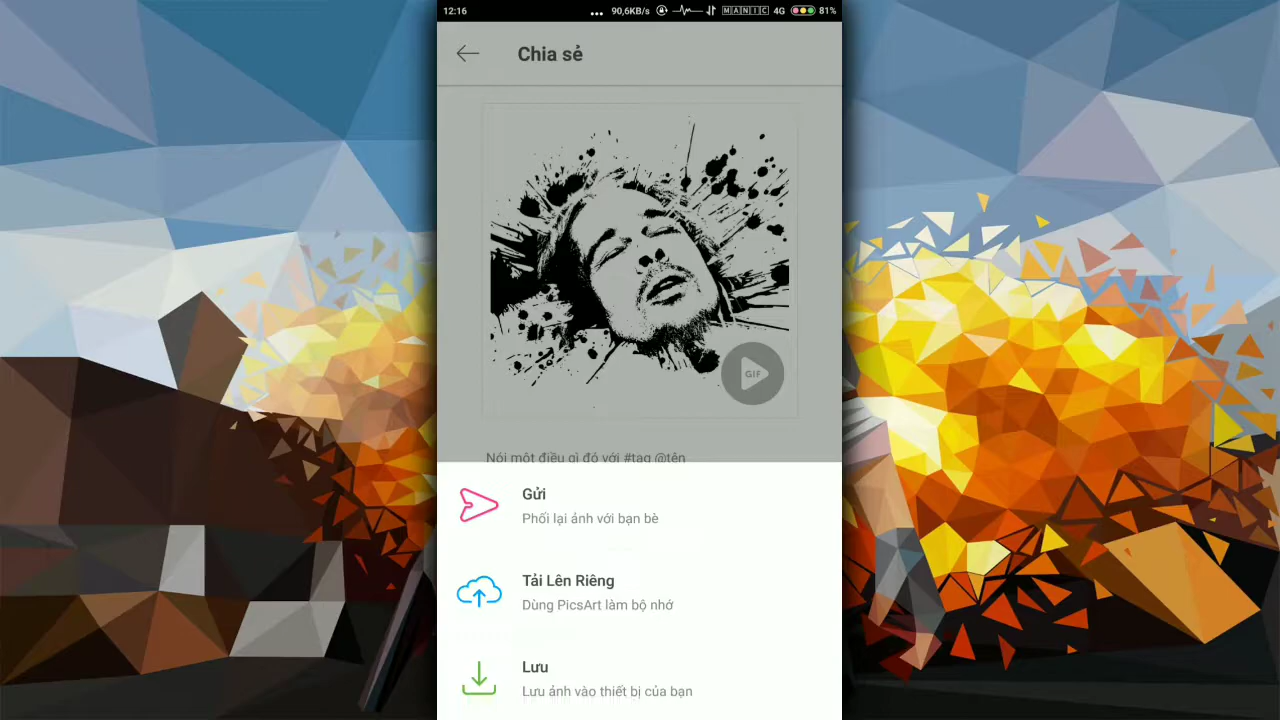 12:16 ... 90,6KB/s MANIC 4G 81%
Chia sẻ
GIF
Nói một điều gì đó với #tag @tên
Gửi
Phối lại ảnh với bạn bè
Tải Lên Riêng
Dùng PicsArt làm bộ nhớ
Lưu
Lưu ảnh vào thiết bị của bạn